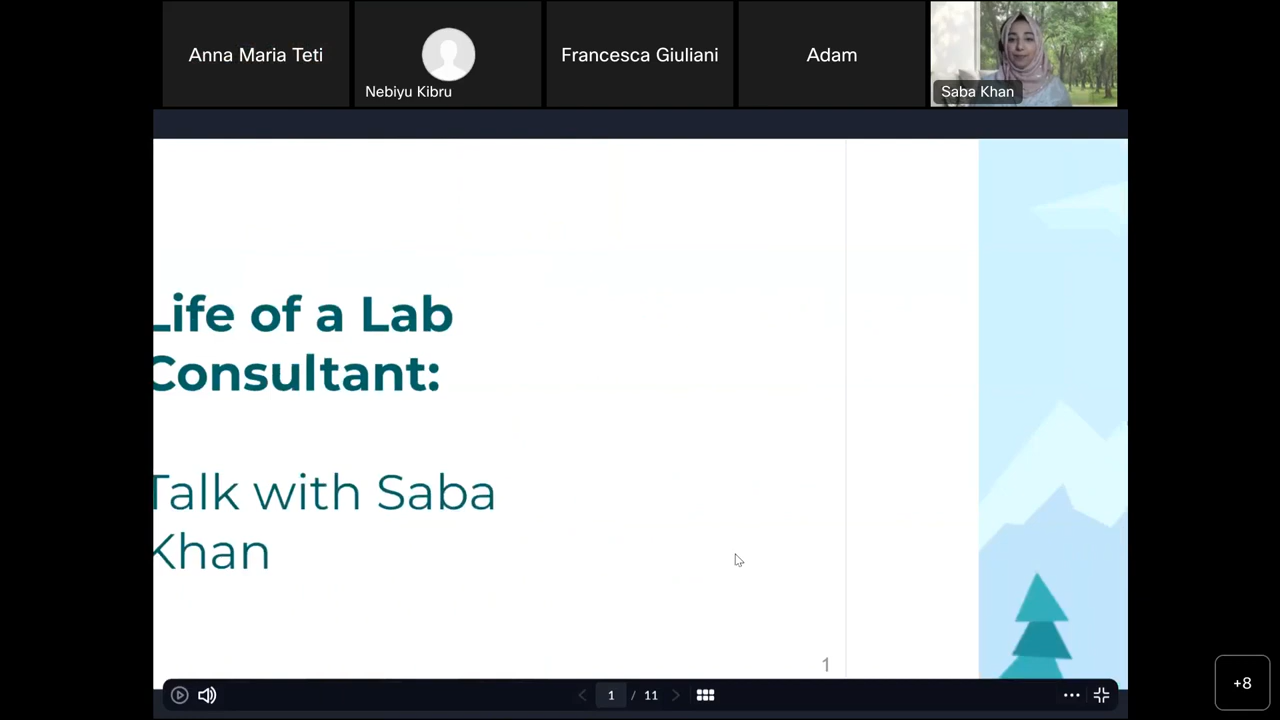 Anna Maria Teti
Nebiyu Kibru
Francesca Giuliani
Adam
Saba Khan
Life of a Lab
Consultant:
Talk with Saba
Khan
1
1 / 11
+8